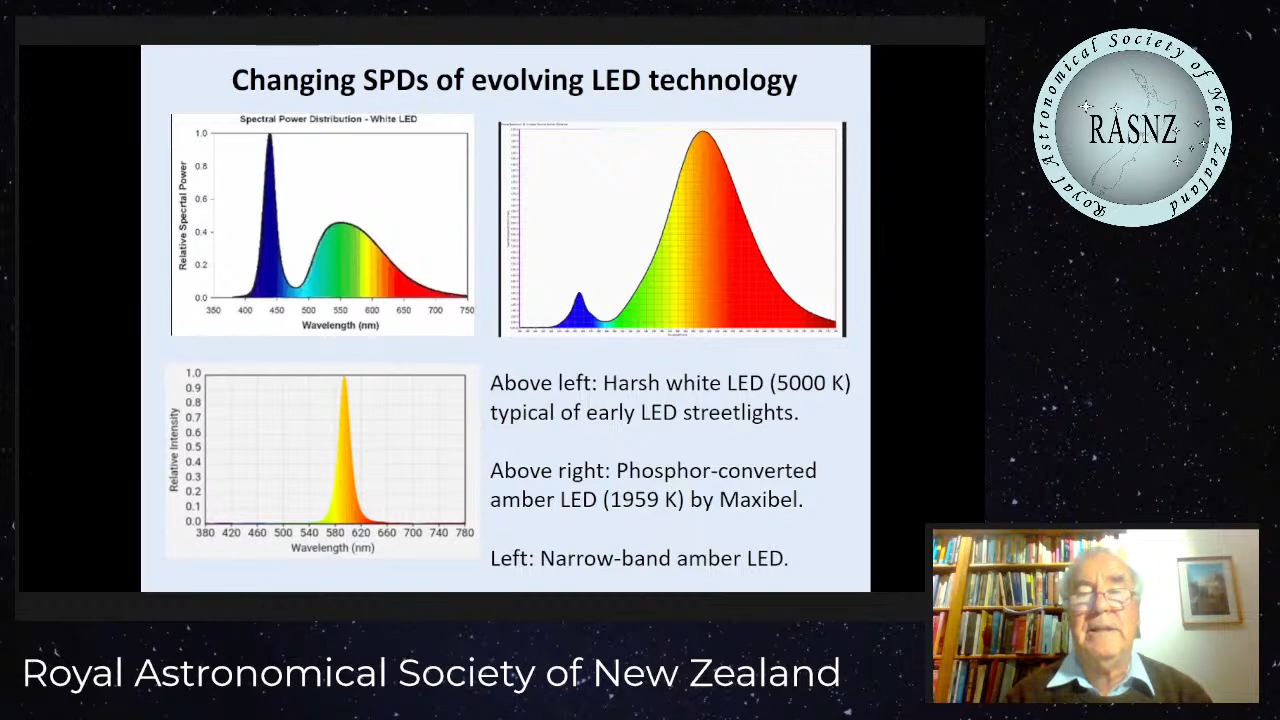 Changing SPDs of evolving LED technology
Spectral Power Distribution - White LED
Relative Spectral Power
1.0
0.8
0.6
0.4
0.2
0.0
350 400 450 500 550 600 650 700 750
Wavelength (nm)
Relative Intensity
1.0
0.9
0.8
0.7
0.6
0.5
0.4
0.3
0.2
0.1
0.0
380 420 460 500 540 580 620 660 700 740 780
Wavelength (nm)
Above left: Harsh white LED (5000 K)
typical of early LED streetlights.
Above right: Phosphor-converted
amber LED (1959 K) by Maxibel.
Left: Narrow-band amber LED.
Royal Astronomical Society of New Zealand
RASNZ
Royal Astronomical Society of New Zealand